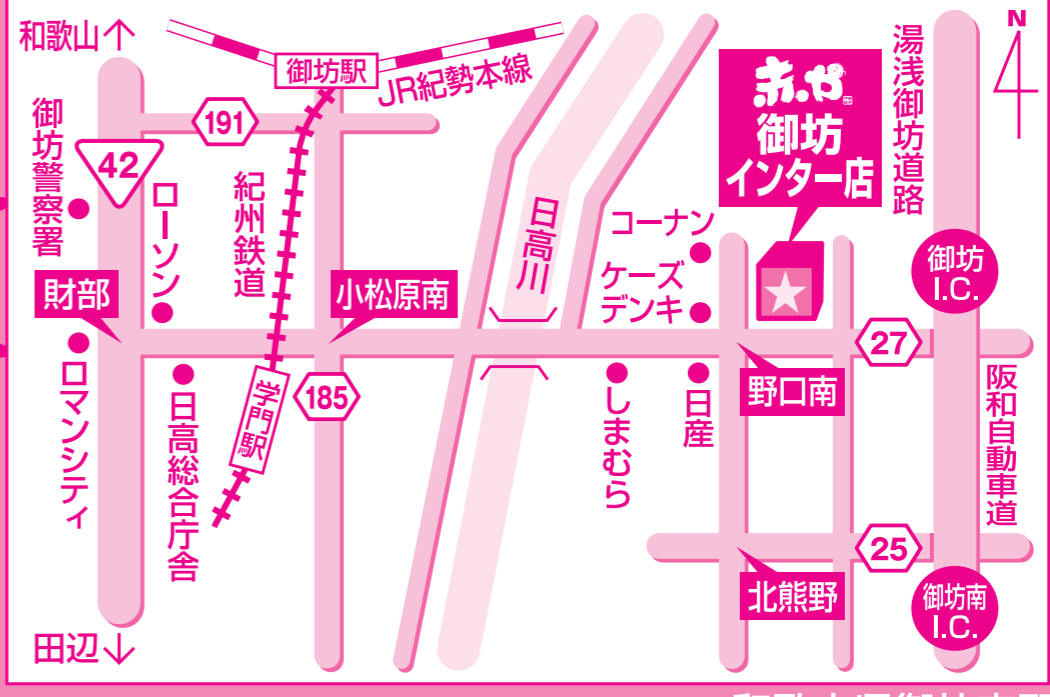 和歌山↑
御坊駅
JR紀勢本線
N
赤や
御坊
インター店
湯浅御坊道路
191
御坊警察署
42
ローソン
紀州鉄道
日高川
コーナン
ケーズ
デンキ
御坊
I.C.
財部
小松原南
27
ロマンシティ
日高総合庁舎
学門駅
185
しまむら
日産
野口南
阪和自動車道
25
北熊野
御坊南
I.C.
田辺↓